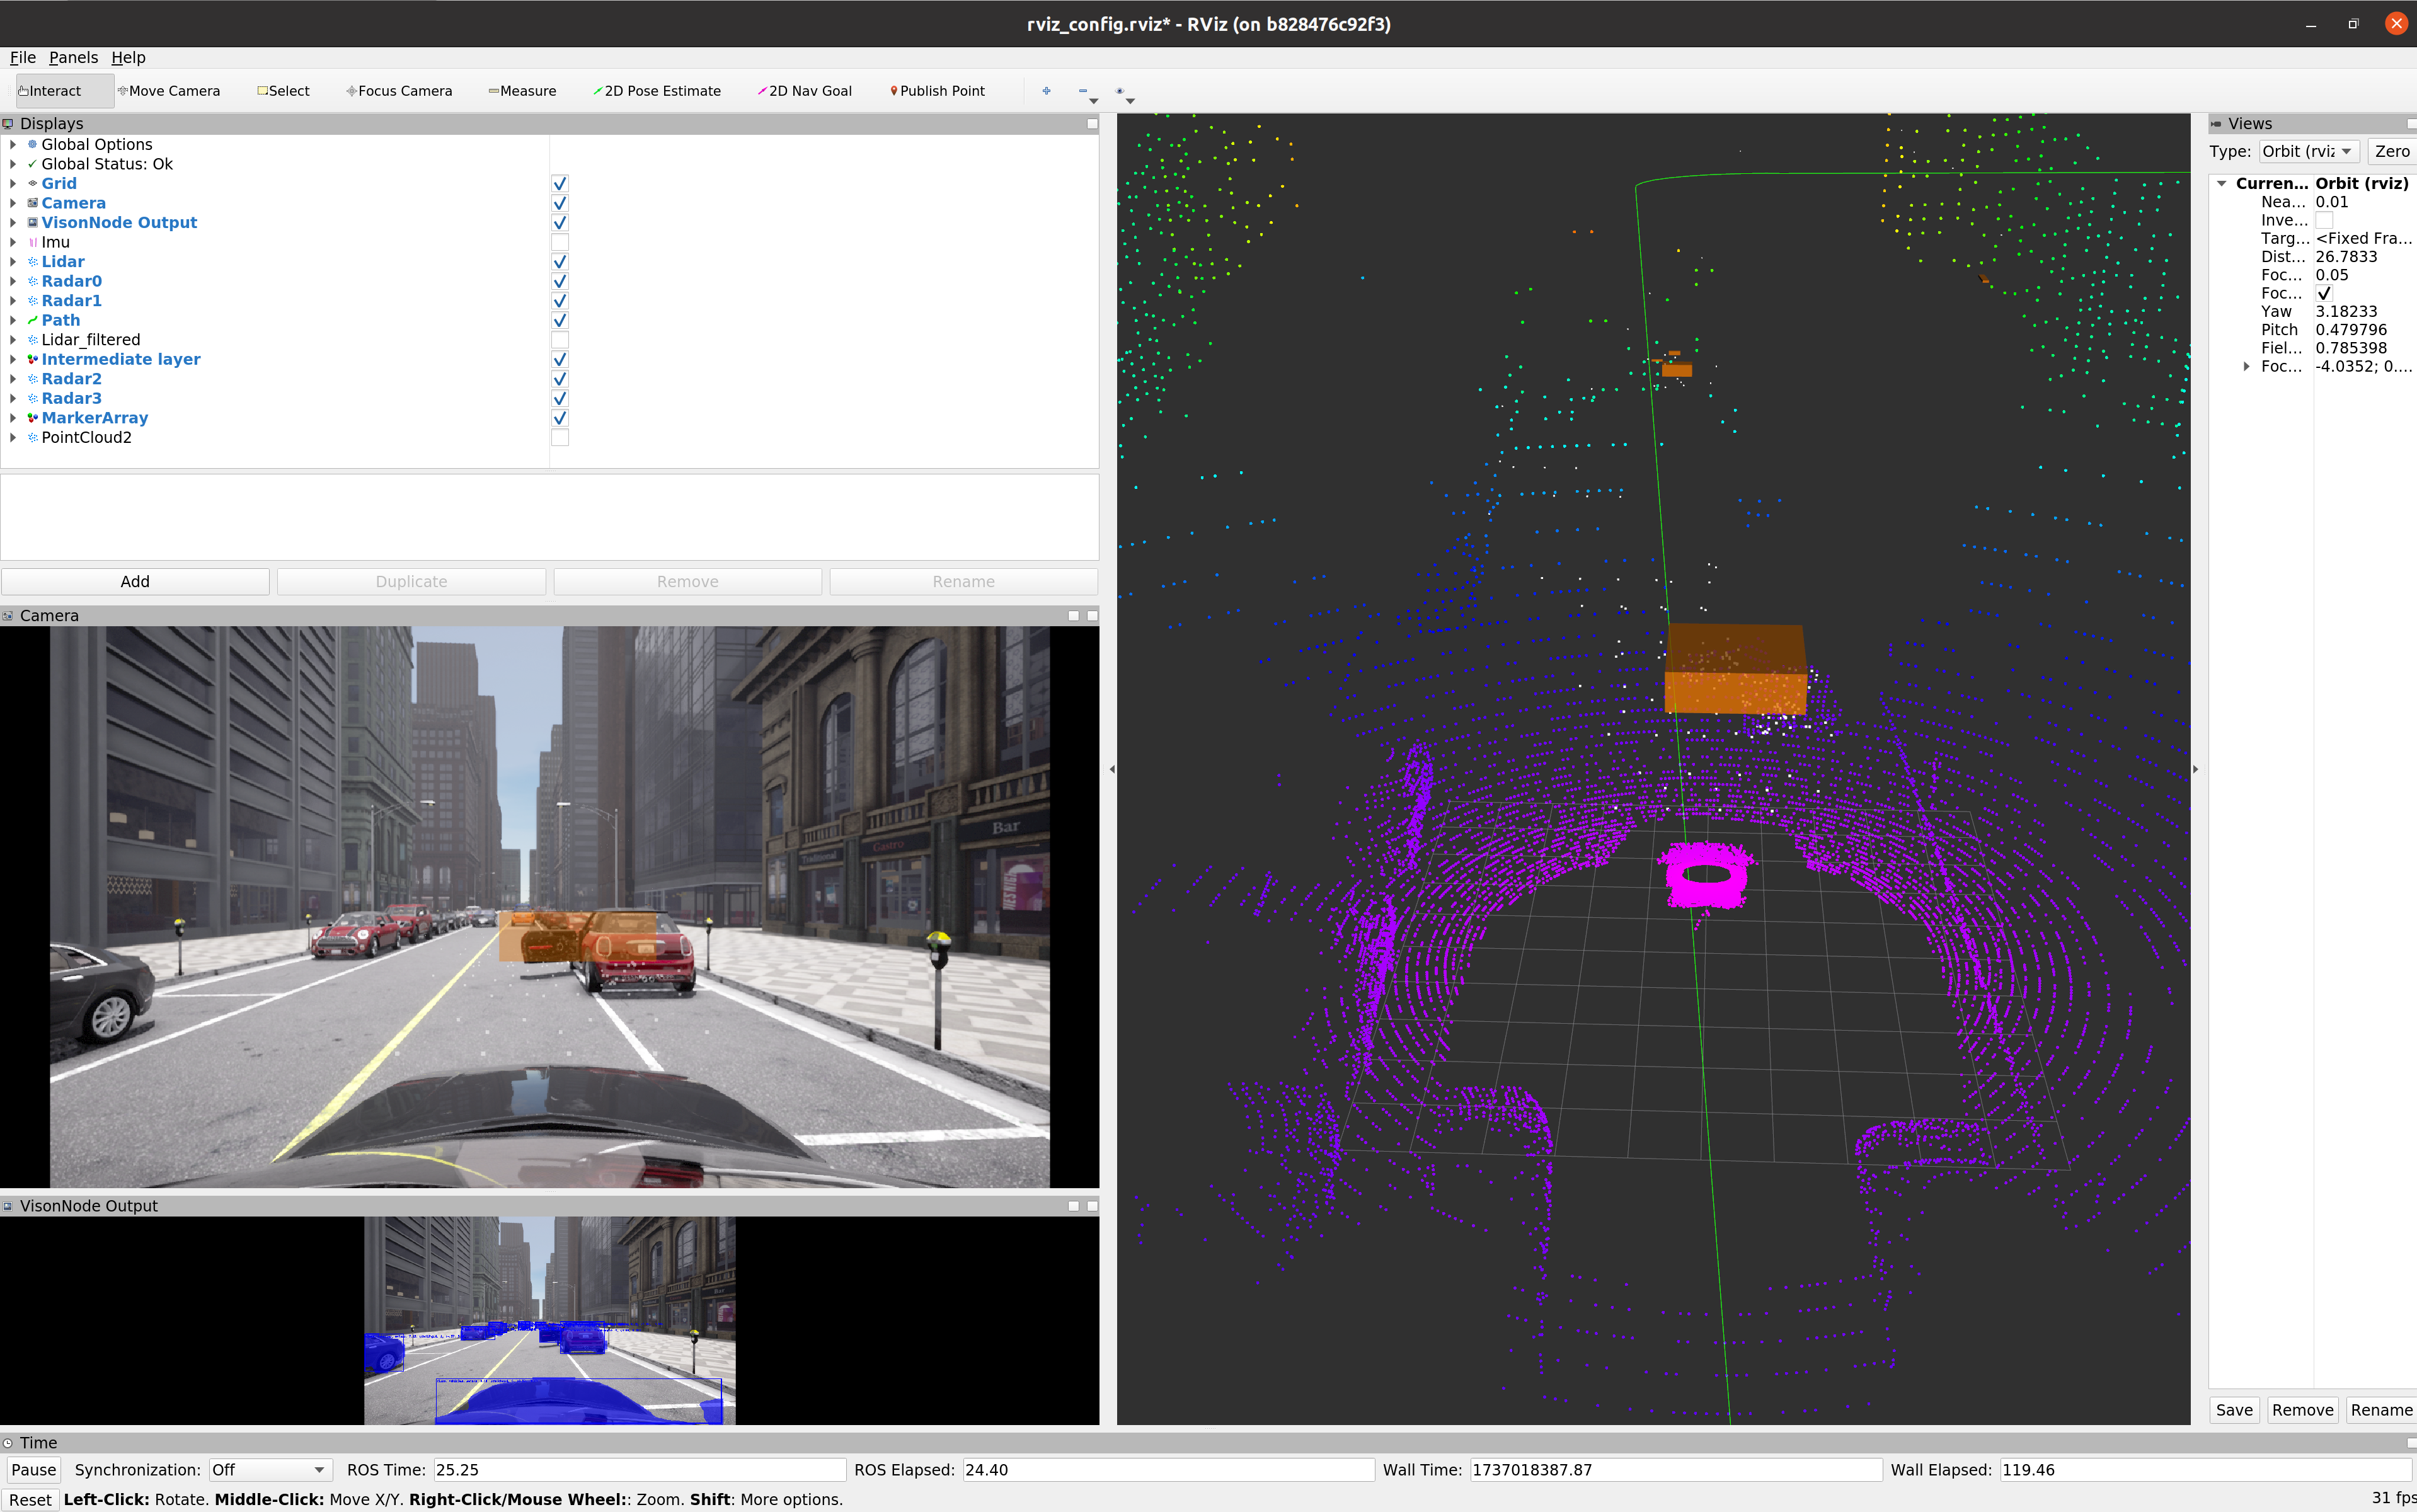 rviz_config.rviz* - RViz (on b828476c92f3)
File Panels Help
Interact Move Camera Select Focus Camera Measure 2D Pose Estimate 2D Nav Goal Publish Point
Displays
Global Options
Global Status: Ok
Grid
Camera
VisonNode Output
Imu
Lidar
Radar0
Radar1
Path
Lidar_filtered
Intermediate layer
Radar2
Radar3
MarkerArray
PointCloud2
Add Duplicate Remove Rename
Camera
Bar
Gastro
Traditional
VisonNode Output
Bar
Views
Type: Orbit (rviz Zero
Curren... Orbit (rviz)
Nea... 0.01
Inve...
Targ... <Fixed Fra...
Dist... 26.7833
Foc... 0.05
Foc...
Yaw 3.18233
Pitch 0.479796
Fiel... 0.785398
Foc... -4.0352; 0....
Save Remove Rename
Time
Pause Synchronization: Off ROS Time: 25.25 ROS Elapsed: 24.40 Wall Time: 1737018387.87 Wall Elapsed: 119.46
Reset Left-Click: Rotate. Middle-Click: Move X/Y. Right-Click/Mouse Wheel:: Zoom. Shift: More options. 31 fps